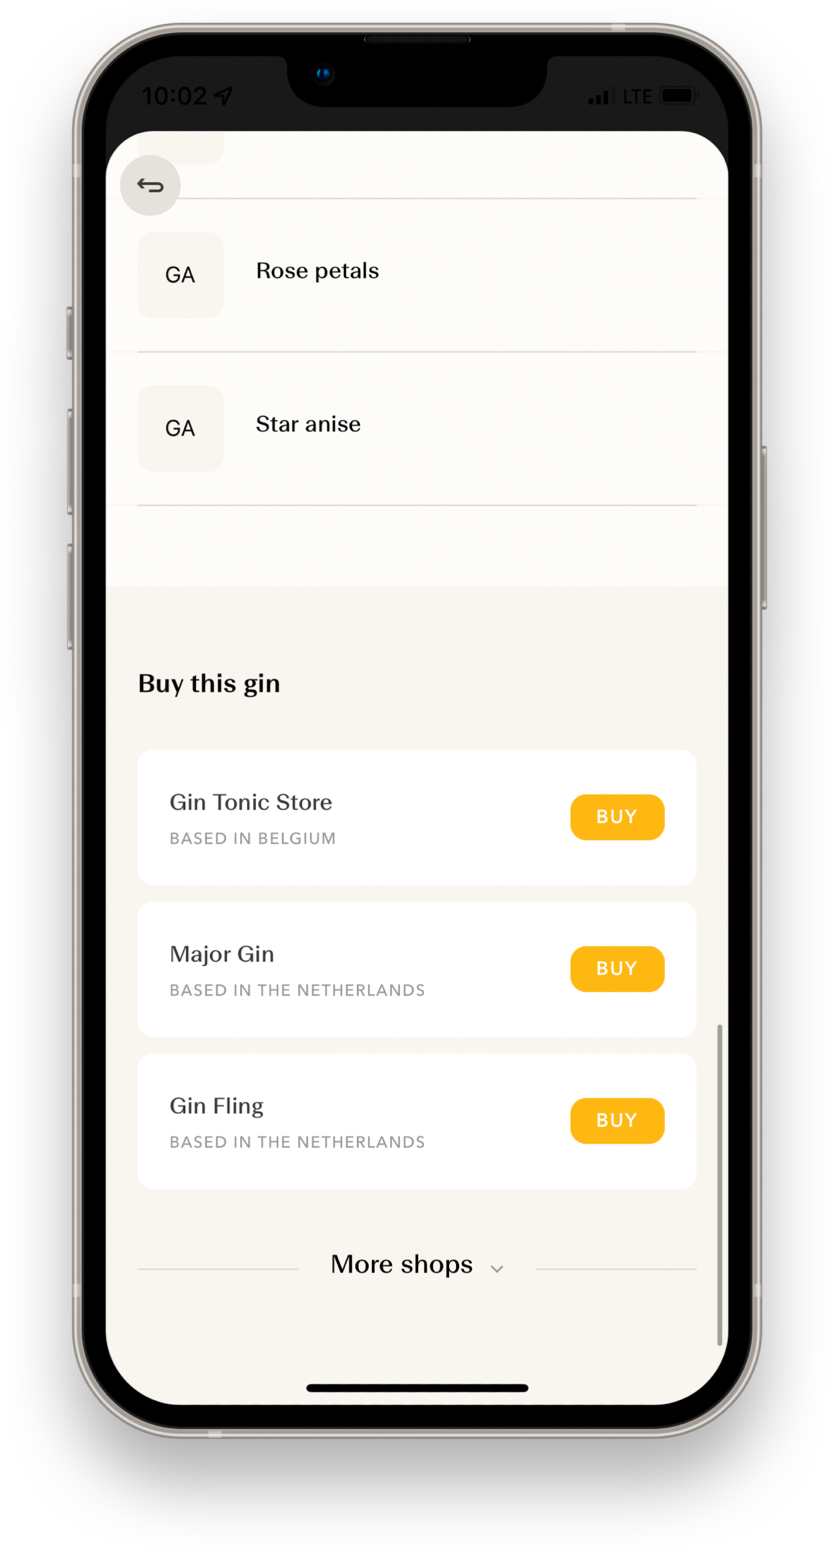 10:02
LTE
GA
Rose petals
GA
Star anise
Buy this gin
Gin Tonic Store
BASED IN BELGIUM
BUY
Major Gin
BASED IN THE NETHERLANDS
BUY
Gin Fling
BASED IN THE NETHERLANDS
BUY
More shops